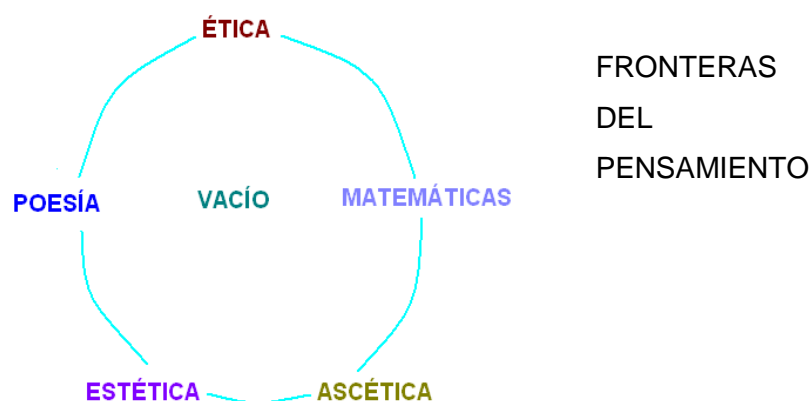 ÉTICA
FRONTERAS
DEL
PENSAMIENTO
POESÍA
VACÍO
MATEMÁTICAS
ESTÉTICA
ASCÉTICA